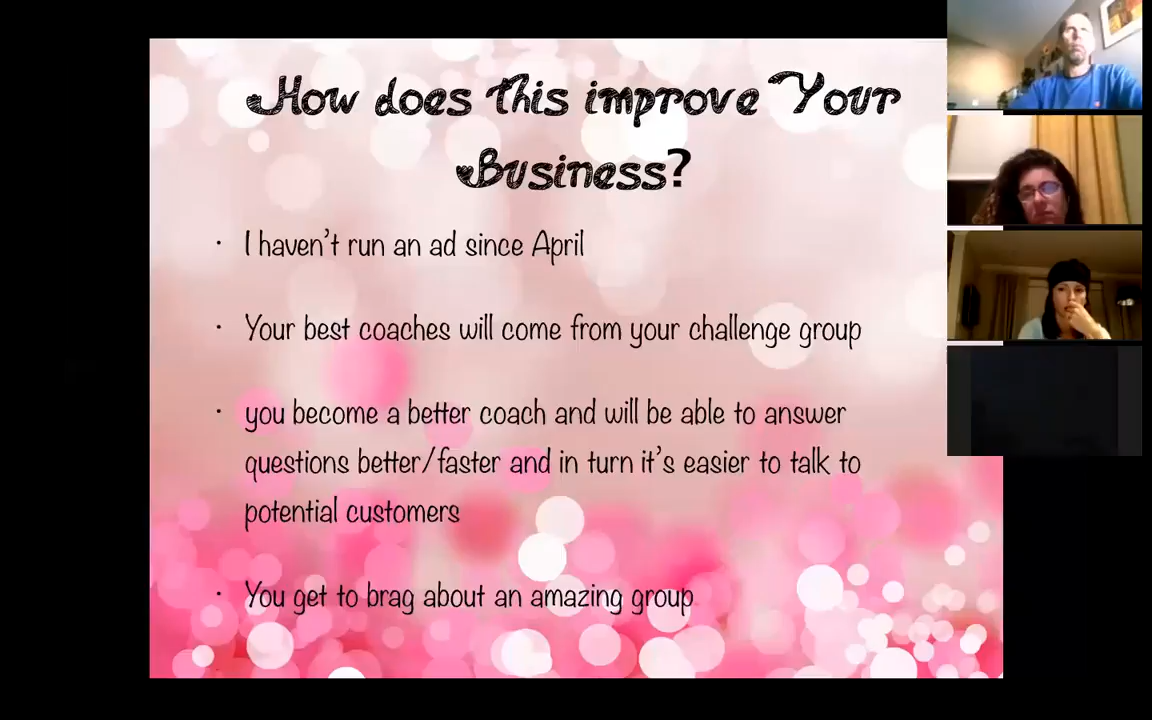 How does this improve Your
Business?
· I haven't run an ad since April
· Your best coaches will come from your challenge group
· you become a better coach and will be able to answer
questions better/faster and in turn it's easier to talk to
potential customers
· You get to brag about an amazing group